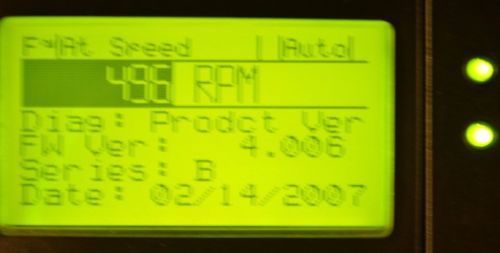 At Speed Auto
496 RPM
Diag: Prodct Ver
FW Ver: 4.006
Series: B
Date: 02/14/2007